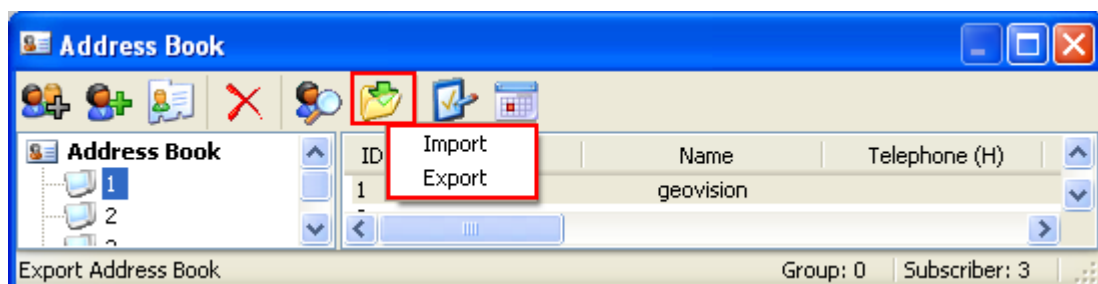 Address Book
Address Book
1
2
ID Name Telephone (H)
1 geovision
Import
Export
Export Address Book Group: 0 Subscriber: 3